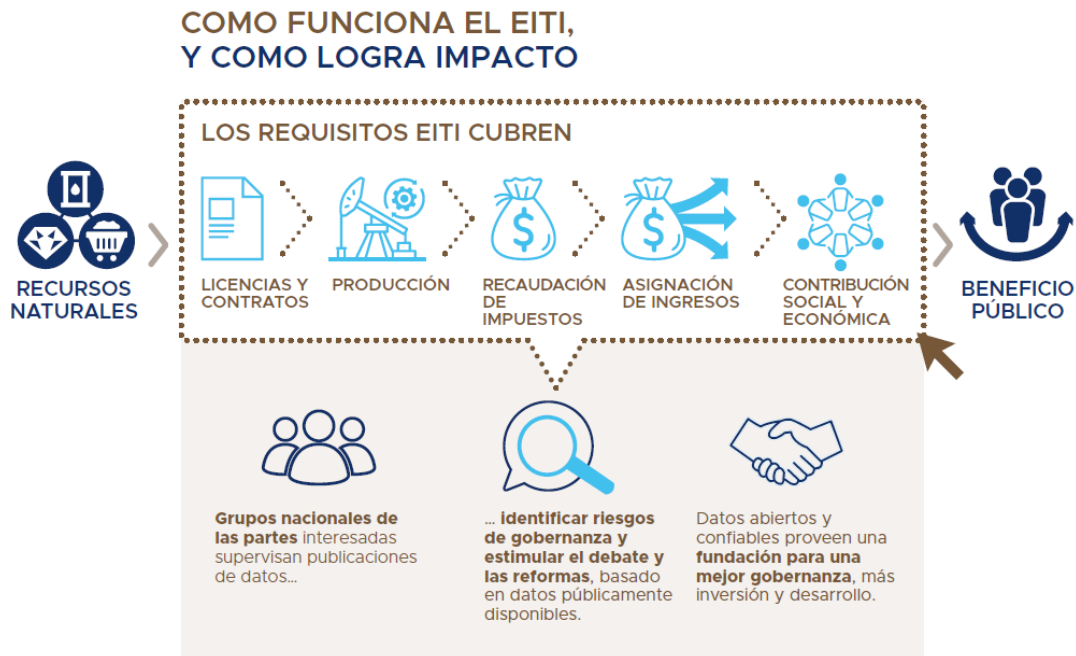 COMO FUNCIONA EL EITI,
Y COMO LOGRA IMPACTO
LOS REQUISITOS EITI CUBREN
RECURSOS
NATURALES
LICENCIAS Y
CONTRATOS
PRODUCCIÓN
RECAUDACIÓN
DE
IMPUESTOS
ASIGNACIÓN
DE INGRESOS
CONTRIBUCIÓN
SOCIAL Y
ECONÓMICA
BENEFICIO
PÚBLICO
Grupos nacionales de
las partes interesadas
supervisan publicaciones
de datos...
... identificar riesgos
de gobernanza y
estimular el debate y
las reformas, basado
en datos públicamente
disponibles.
Datos abiertos y
confiables proveen una
fundación para una
mejor gobernanza, más
inversión y desarrollo.